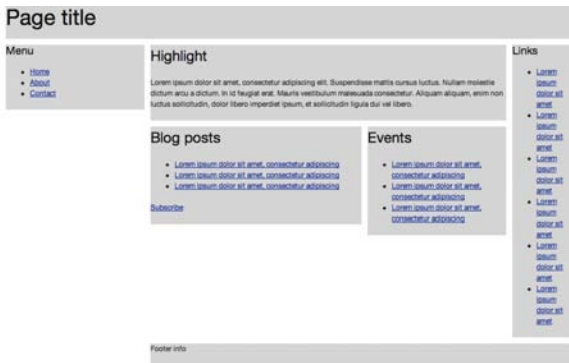 Page title
Menu
Home
About
Contact
Highlight
Lorem ipsum dolor sit amet, consectetur adipiscing elit. Suspendisse mattis cursus luctus. Nullam molestie
dictum arcu a dictum. In id feugiat erat. Mauris vestibulum malesuada consectetur. Aliquam aliquam, enim non
luctus sollicitudin, dolor libero imperdiet ipsum, et sollicitudin ligula dui vel libero.
Blog posts
Lorem ipsum dolor sit amet, consectetur adipiscing
Lorem ipsum dolor sit amet, consectetur adipiscing
Lorem ipsum dolor sit amet, consectetur adipiscing
Subscribe
Events
Lorem ipsum dolor sit amet,
consectetur adipiscing
Lorem ipsum dolor sit amet,
consectetur adipiscing
Lorem ipsum dolor sit amet,
consectetur adipiscing
Links
Lorem
ipsum
dolor sit
amet
Lorem
ipsum
dolor sit
amet
Lorem
ipsum
dolor sit
amet
Lorem
ipsum
dolor sit
amet
Lorem
ipsum
dolor sit
amet
Lorem
ipsum
dolor sit
amet
Footer info